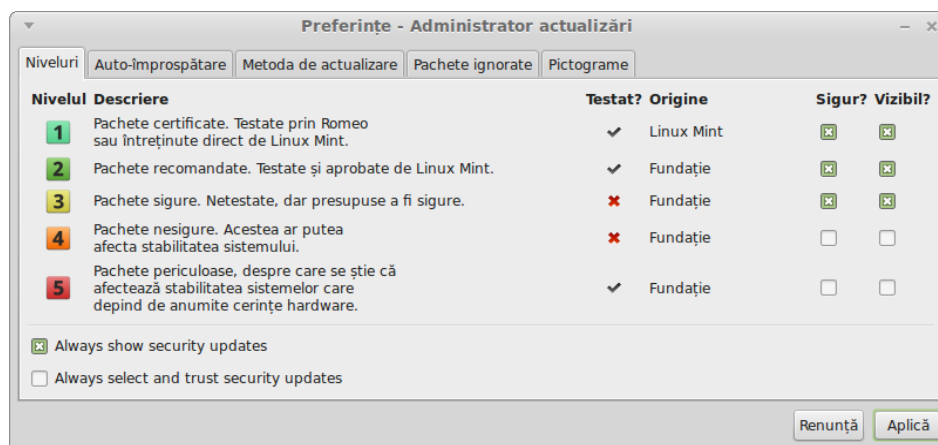 Preferințe - Administrator actualizări
Niveluri Auto-împrospătare Metoda de actualizare Pachete ignorate Pictograme
Nivelul Descriere Testat? Origine Sigur? Vizibil?
1 Pachete certificate. Testate prin Romeo
sau întreținute direct de Linux Mint. Linux Mint
2 Pachete recomandate. Testate și aprobate de Linux Mint. Fundație
3 Pachete sigure. Netestate, dar presupuse a fi sigure. Fundație
4 Pachete nesigure. Acestea ar putea
afecta stabilitatea sistemului. Fundație
5 Pachete periculoase, despre care se știe că
afectează stabilitatea sistemelor care
depind de anumite cerințe hardware. Fundație
Always show security updates
Always select and trust security updates
Renunță Aplică